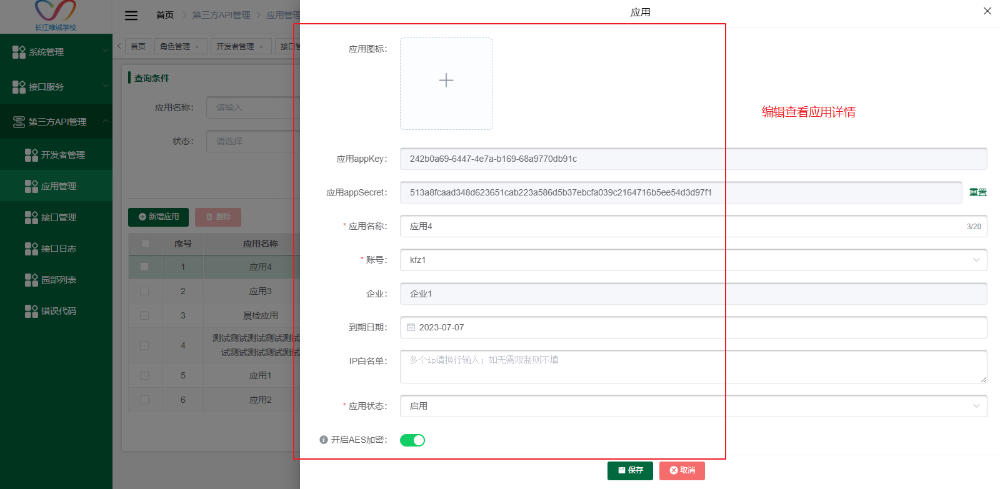 长江唯诚学校
系统管理
接口服务
第三方API管理
开发者管理
应用管理
接口管理
接口日志
园部列表
错误代码
首页
第三方API管理
应用管理
首页
角色管理
开发者管理
接口管
查询条件
应用名称：
请输入
状态：
请选择
新增应用
删除
序号
应用名称
1
应用4
2
应用3
3
晨检应用
4
测试测试测试测试测试
试测试测试测试测试
5
应用1
6
应用2
应用
应用图标：
应用appKey：
242b0a69-6447-4e7a-b169-68a9770db91c
应用appSecret：
513a8fcaad348d623651cab223a586d5b37ebcfa039c2164716b5ee54d3d97f1
重置
* 应用名称：
应用4
3/20
* 账号：
kfz1
企业：
企业1
到期日期：
2023-07-07
IP白名单：
多个ip请换行输入；如无需限制则不填
* 应用状态：
启用
开启AES加密：
保存
取消
编辑查看应用详情